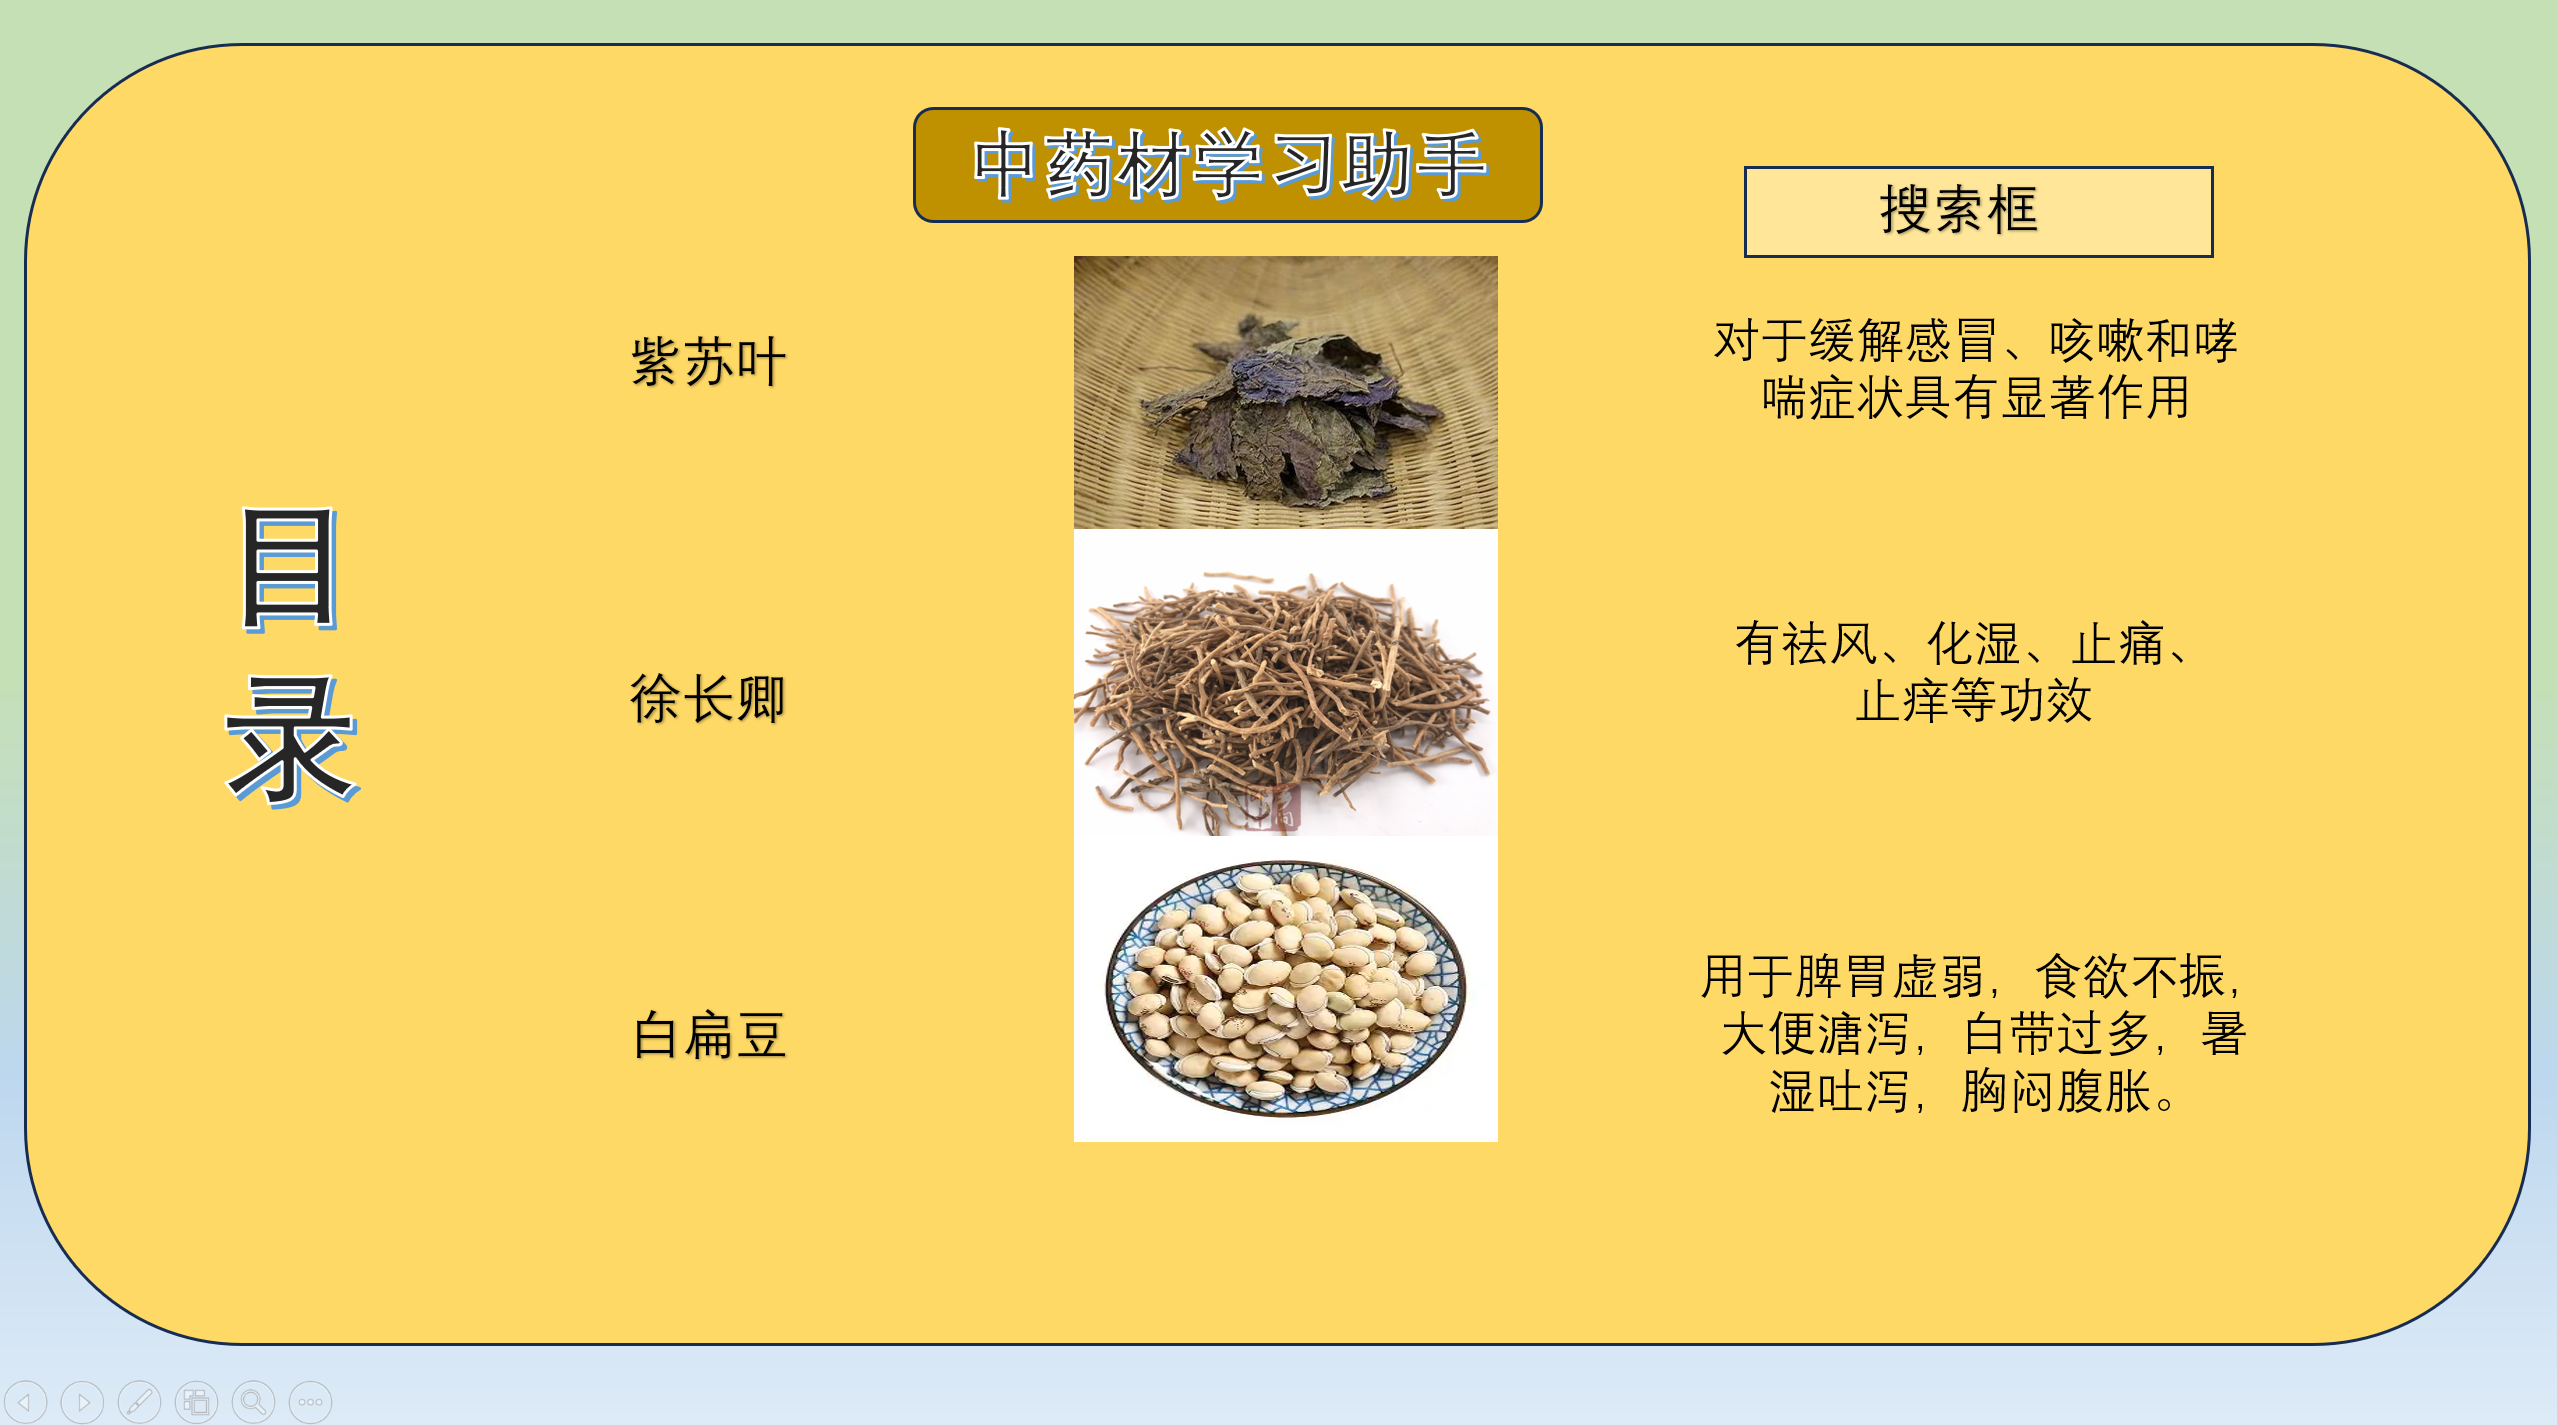 中药材学习助手
搜索框
目
录
紫苏叶
对于缓解感冒、咳嗽和哮
喘症状具有显著作用
徐长卿
有祛风、化湿、止痛、
止痒等功效
白扁豆
用于脾胃虚弱，食欲不振，
大便溏泻，白带过多，暑
湿吐泻，胸闷腹胀。